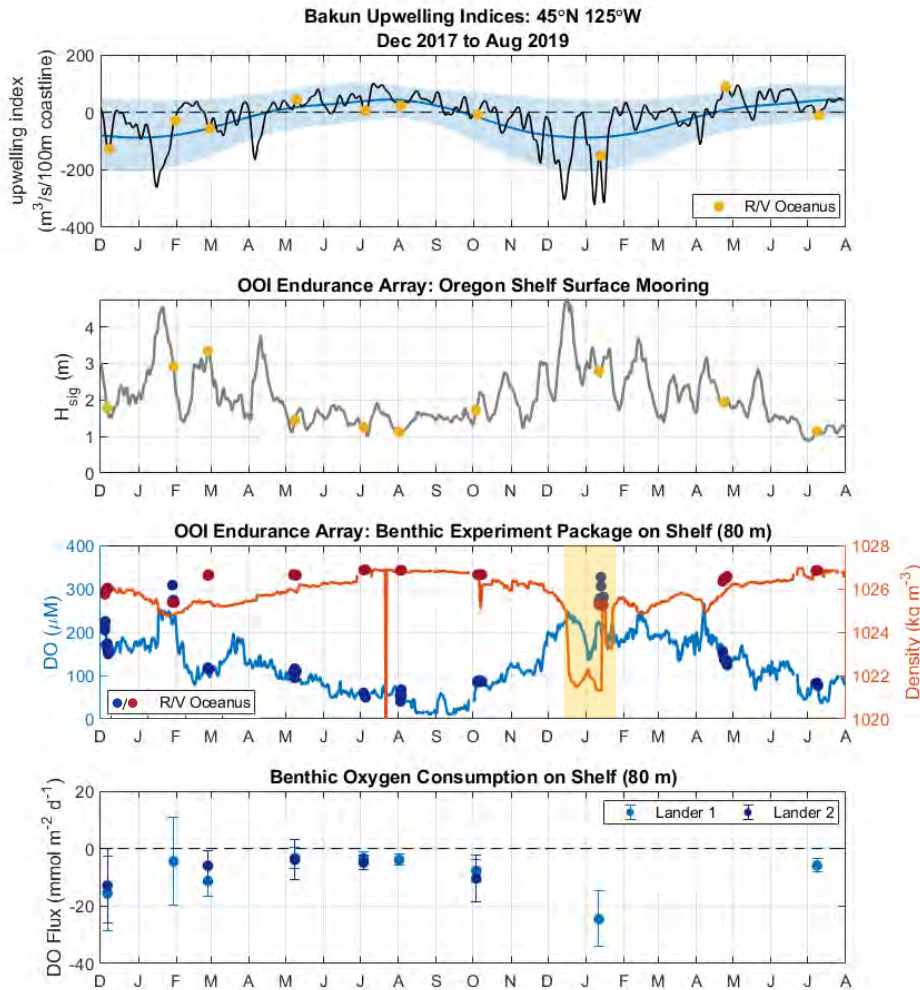 Bakun Upwelling Indices: 45°N 125°W
Dec 2017 to Aug 2019
upwelling index
(m³/s/100m coastline)
200
0
-200
-400
R/V Oceanus
D J F M A M J J A S O N D J F M A M J J A
OOI Endurance Array: Oregon Shelf Surface Mooring
H sig (m)
4
3
2
1
0
D J F M A M J J A S O N D J F M A M J J A
OOI Endurance Array: Benthic Experiment Package on Shelf (80 m)
DO (μM)
400
300
200
100
0
1028
1026
1024
1022
1020
Density (kg m⁻³)
/ R/V Oceanus
D J F M A M J J A S O N D J F M A M J J A
Benthic Oxygen Consumption on Shelf (80 m)
DO Flux (mmol m⁻² d⁻¹)
20
0
-20
-40
Lander 1 Lander 2
D J F M A M J J A S O N D J F M A M J J A